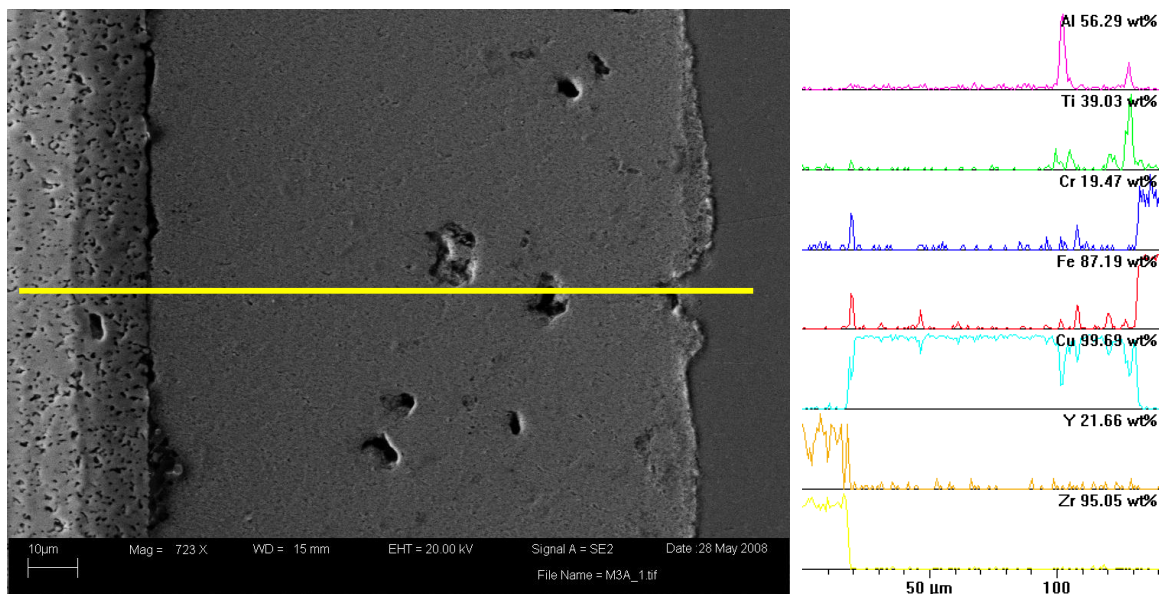 10µm
Mag = 723 X
WD = 15 mm
EHT = 20.00 kV
Signal A = SE2
Date :28 May 2008
File Name = M3A_1.tif
Al 56.29 wt%
Ti 39.03 wt%
Cr 19.47 wt%
Fe 87.19 wt%
Cu 99.69 wt%
Y 21.66 wt%
Zr 95.05 wt%
50 µm 100